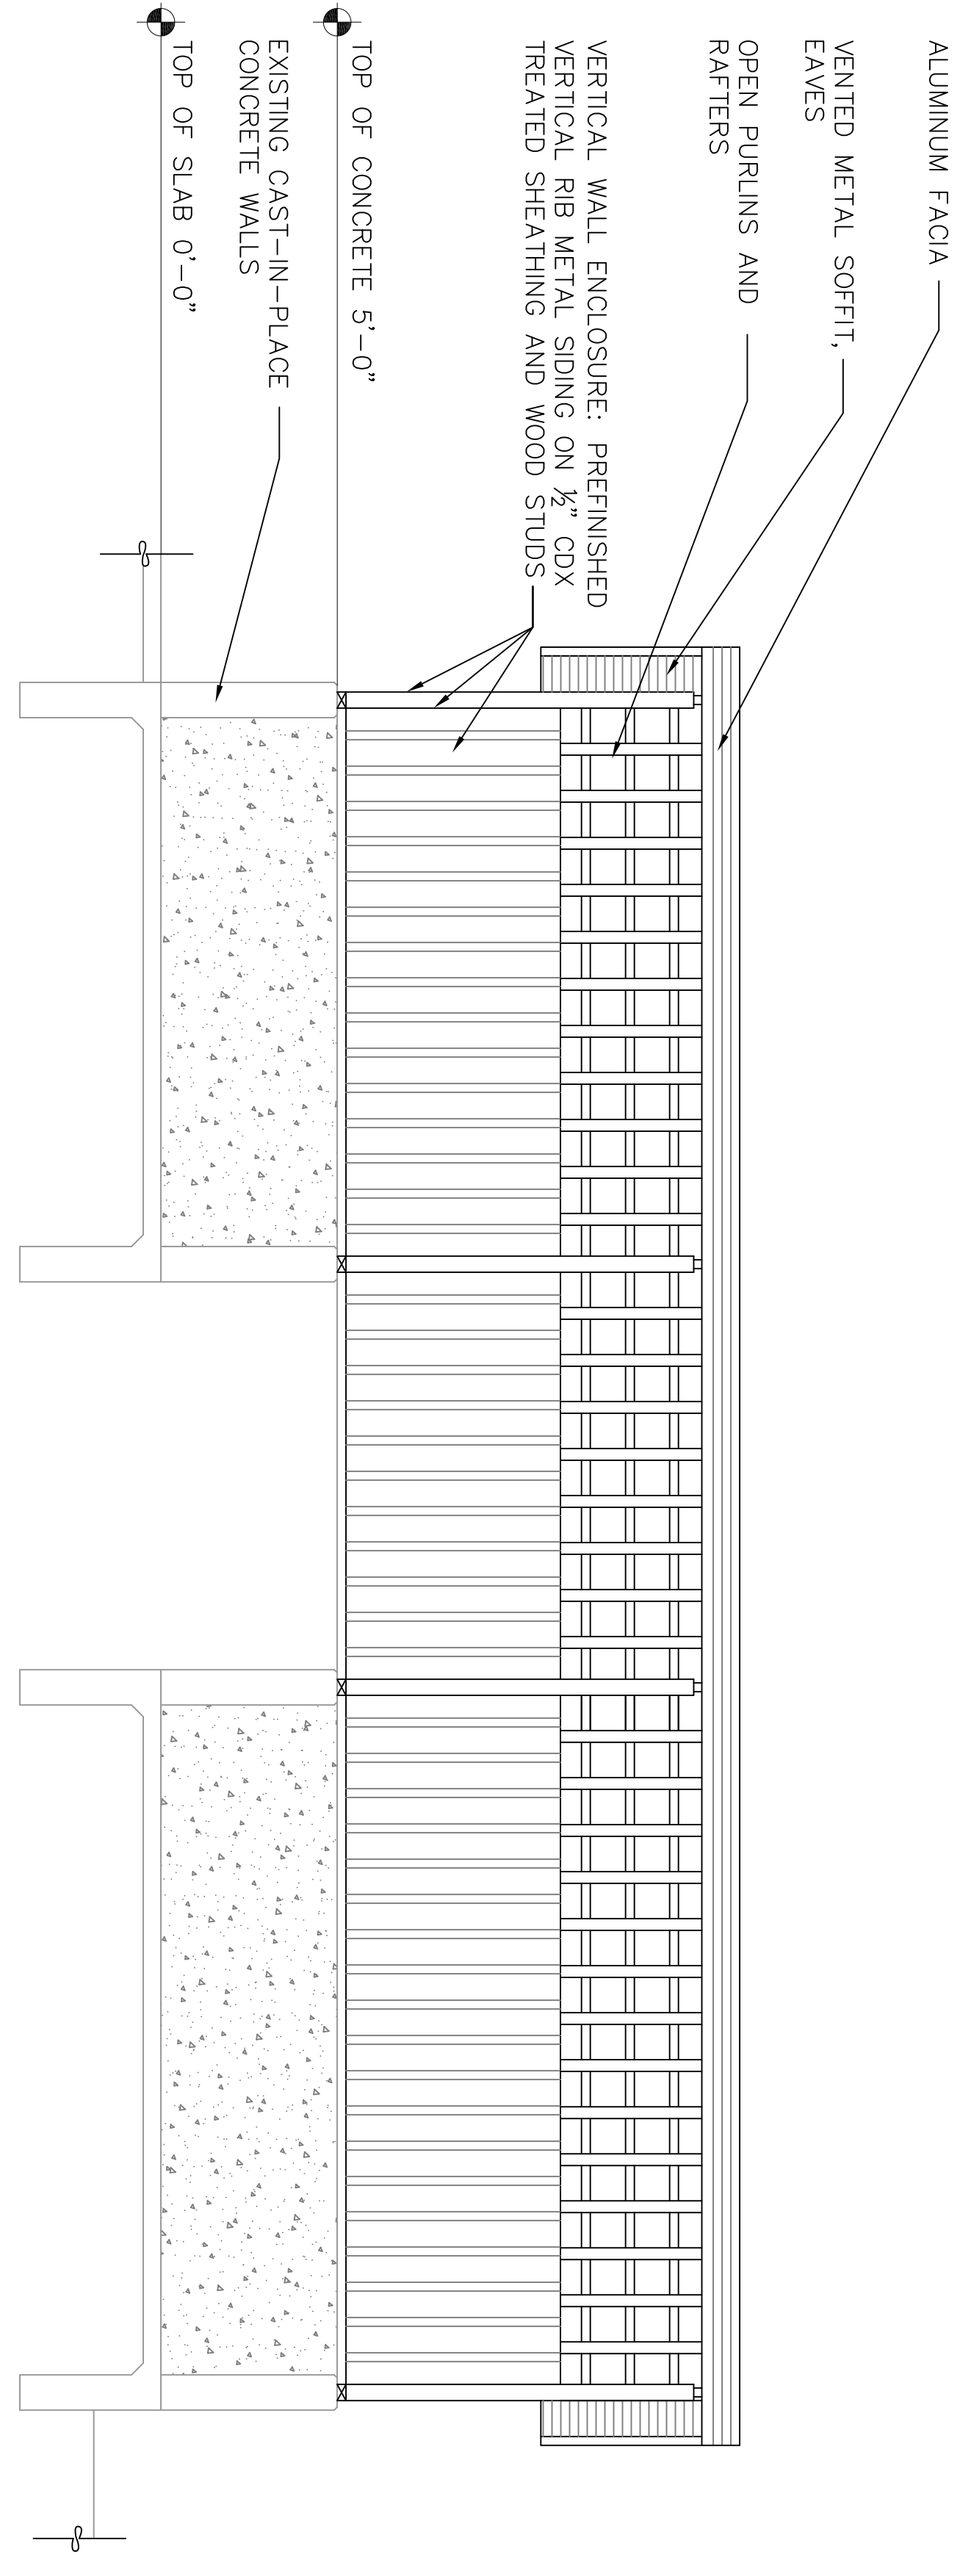 ALUMINUM FACIA
VENTED METAL SOFFIT,
EAVES
OPEN PURLINS AND
RAFTERS
VERTICAL WALL ENCLOSURE: PREFINISHED
VERTICAL RIB METAL SIDING ON ½" CDX
TREATED SHEATHING AND WOOD STUDS
TOP OF CONCRETE 5'-0"
EXISTING CAST-IN-PLACE
CONCRETE WALLS
TOP OF SLAB 0'-0"